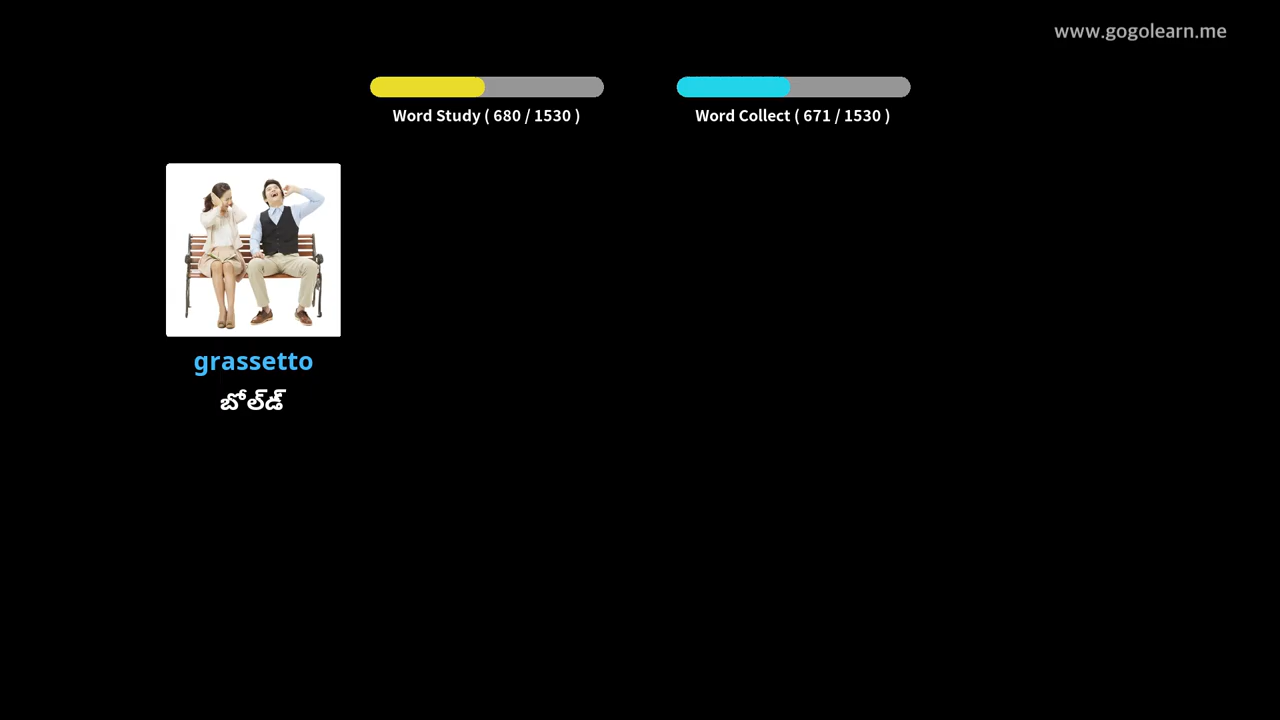 www.gogolearn.me
Word Study ( 680 / 1530 )
Word Collect ( 671 / 1530 )
grassetto
బోల్డ్